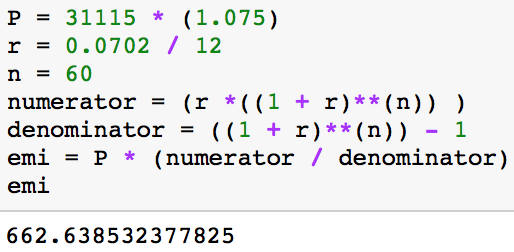 P = 31115 * (1.075)
r = 0.0702 / 12
n = 60
numerator = (r *((1 + r)**(n)) )
denominator = ((1 + r)**(n)) - 1
emi = P * (numerator / denominator)
emi
662.638532377825